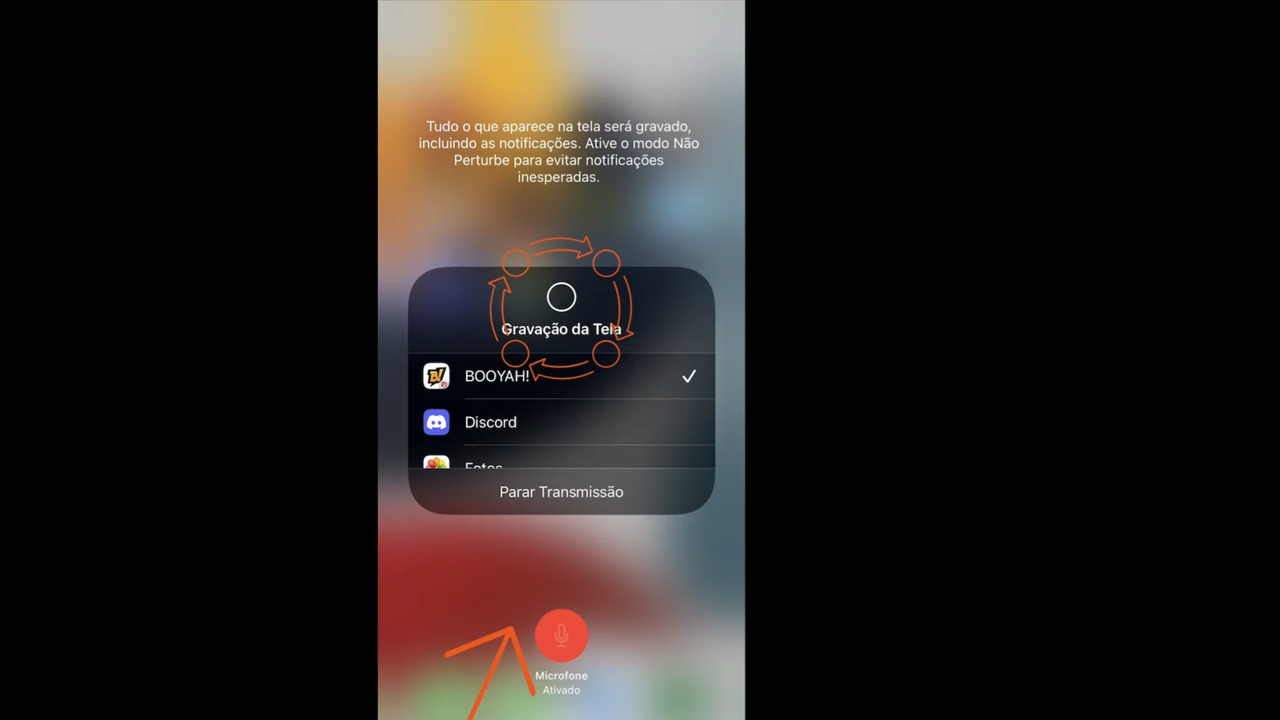 Tudo o que aparece na tela será gravado,
incluindo as notificações. Ative o modo Não
Perturbe para evitar notificações
inesperadas.
Gravação da Tela
BOOYAH!
Discord
Fotos
Parar Transmissão
Microfone
Ativado